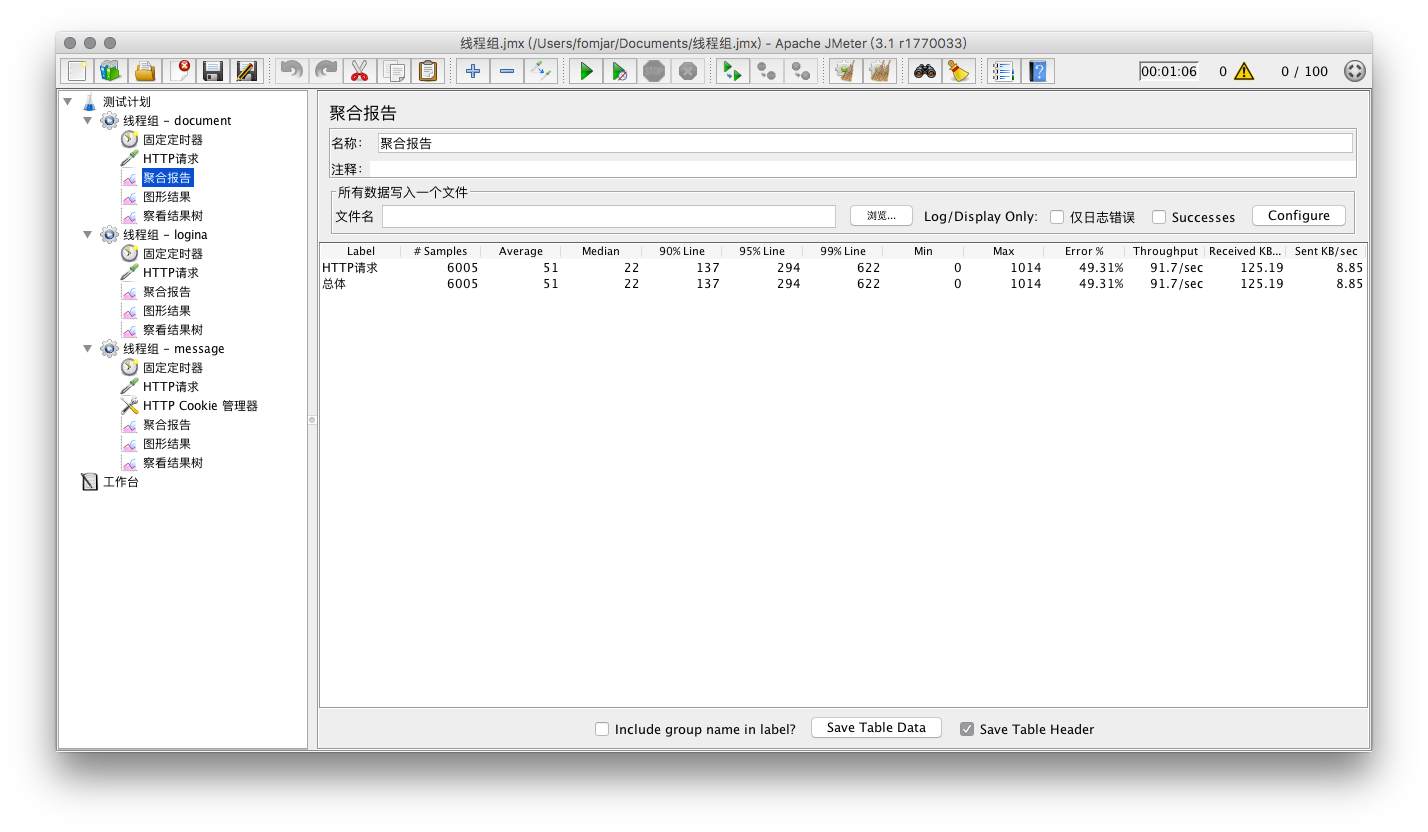 线程组.jmx (/Users/fomjar/Documents/线程组.jmx) - Apache JMeter (3.1 r1770033)
STOP
00:01:06 0 0 / 100
测试计划
线程组 - document
固定定时器
HTTP请求
聚合报告
图形结果
察看结果树
线程组 - logina
固定定时器
HTTP请求
聚合报告
图形结果
察看结果树
线程组 - message
固定定时器
HTTP请求
HTTP Cookie 管理器
聚合报告
图形结果
察看结果树
工作台
聚合报告
名称: 聚合报告
注释:
所有数据写入一个文件
文件名 浏览... Log/Display Only: 仅日志错误 Successes Configure
Label # Samples Average Median 90% Line 95% Line 99% Line Min Max Error % Throughput Received KB... Sent KB/sec
HTTP请求 6005 51 22 137 294 622 0 1014 49.31% 91.7/sec 125.19 8.85
总体 6005 51 22 137 294 622 0 1014 49.31% 91.7/sec 125.19 8.85
Include group name in label? Save Table Data Save Table Header